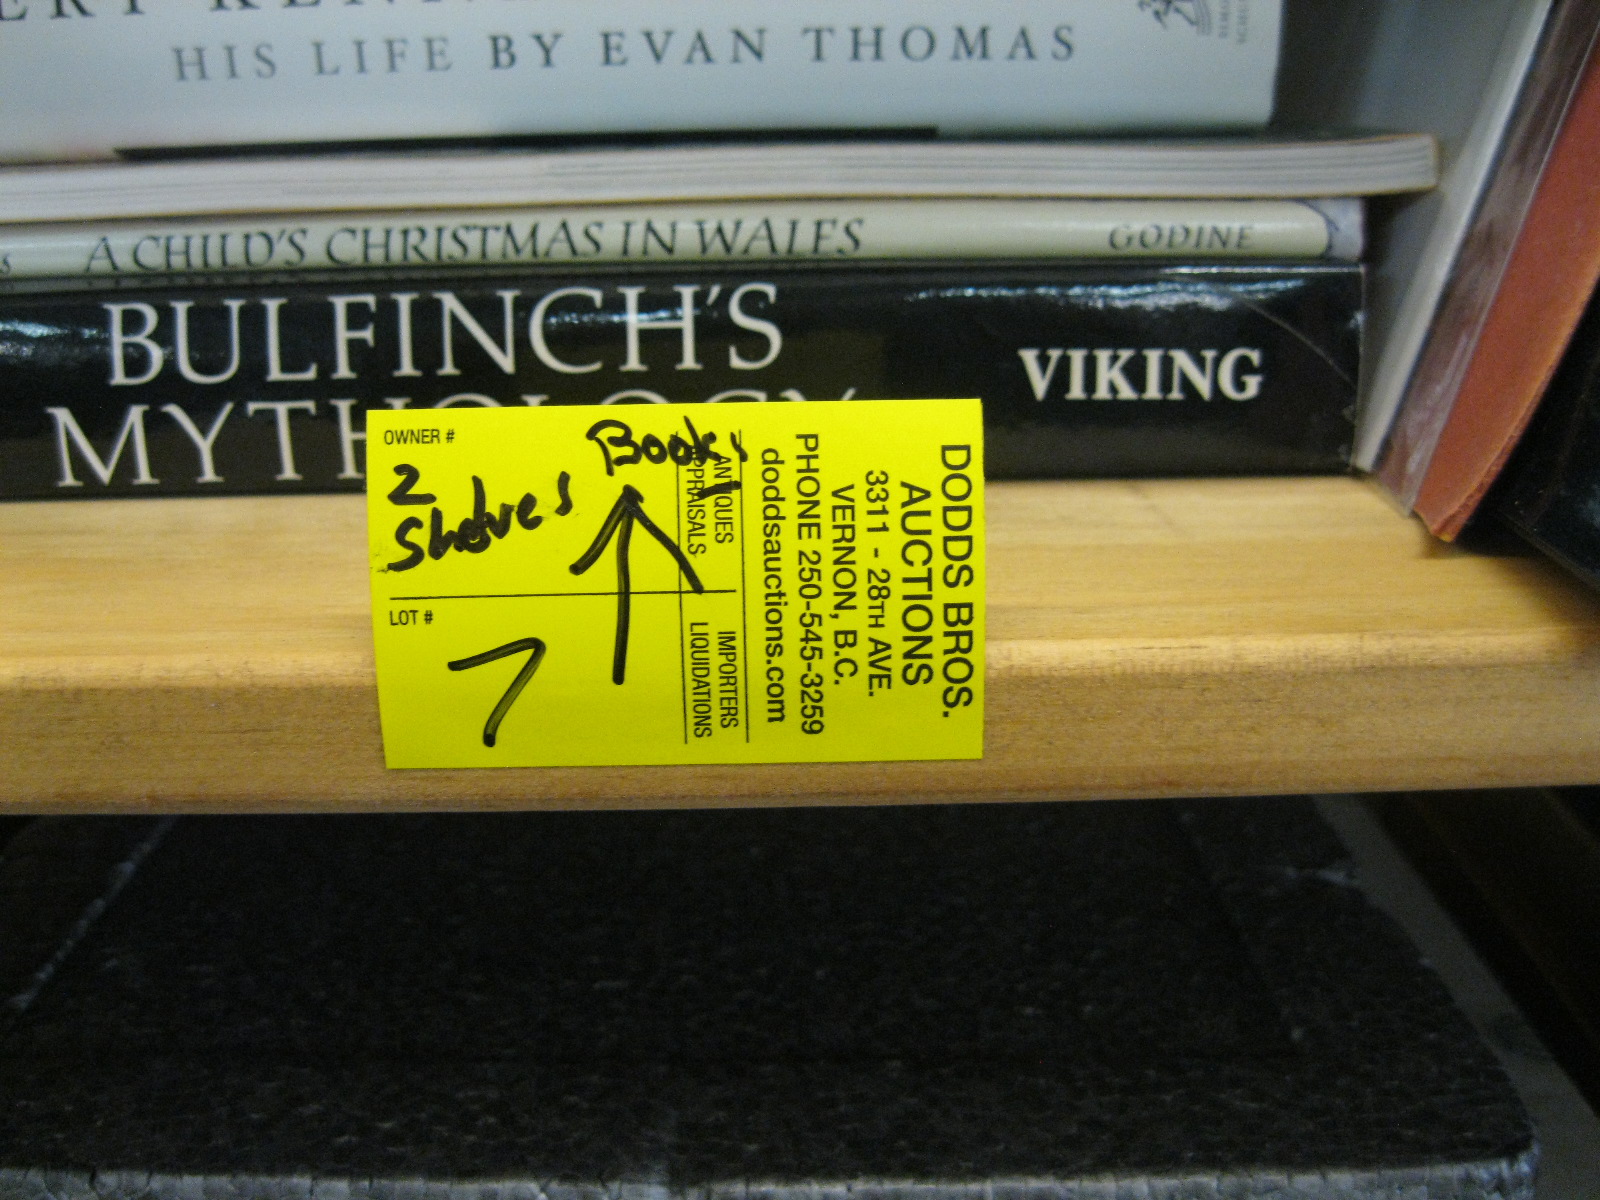 HIS LIFE BY EVAN THOMAS
A CHILD'S CHRISTMAS IN WALES GODINE
BULFINCH'S
MYTHOLOGY
VIKING
OWNER #
2
Shelves
Books
LOT #
7
DODDS BROS.
AUCTIONS
3311 - 28TH AVE.
VERNON, B.C.
PHONE 250-545-3259
doddsauctions.com
ANTIQUES IMPORTERS
APPRAISALS LIQUIDATIONS